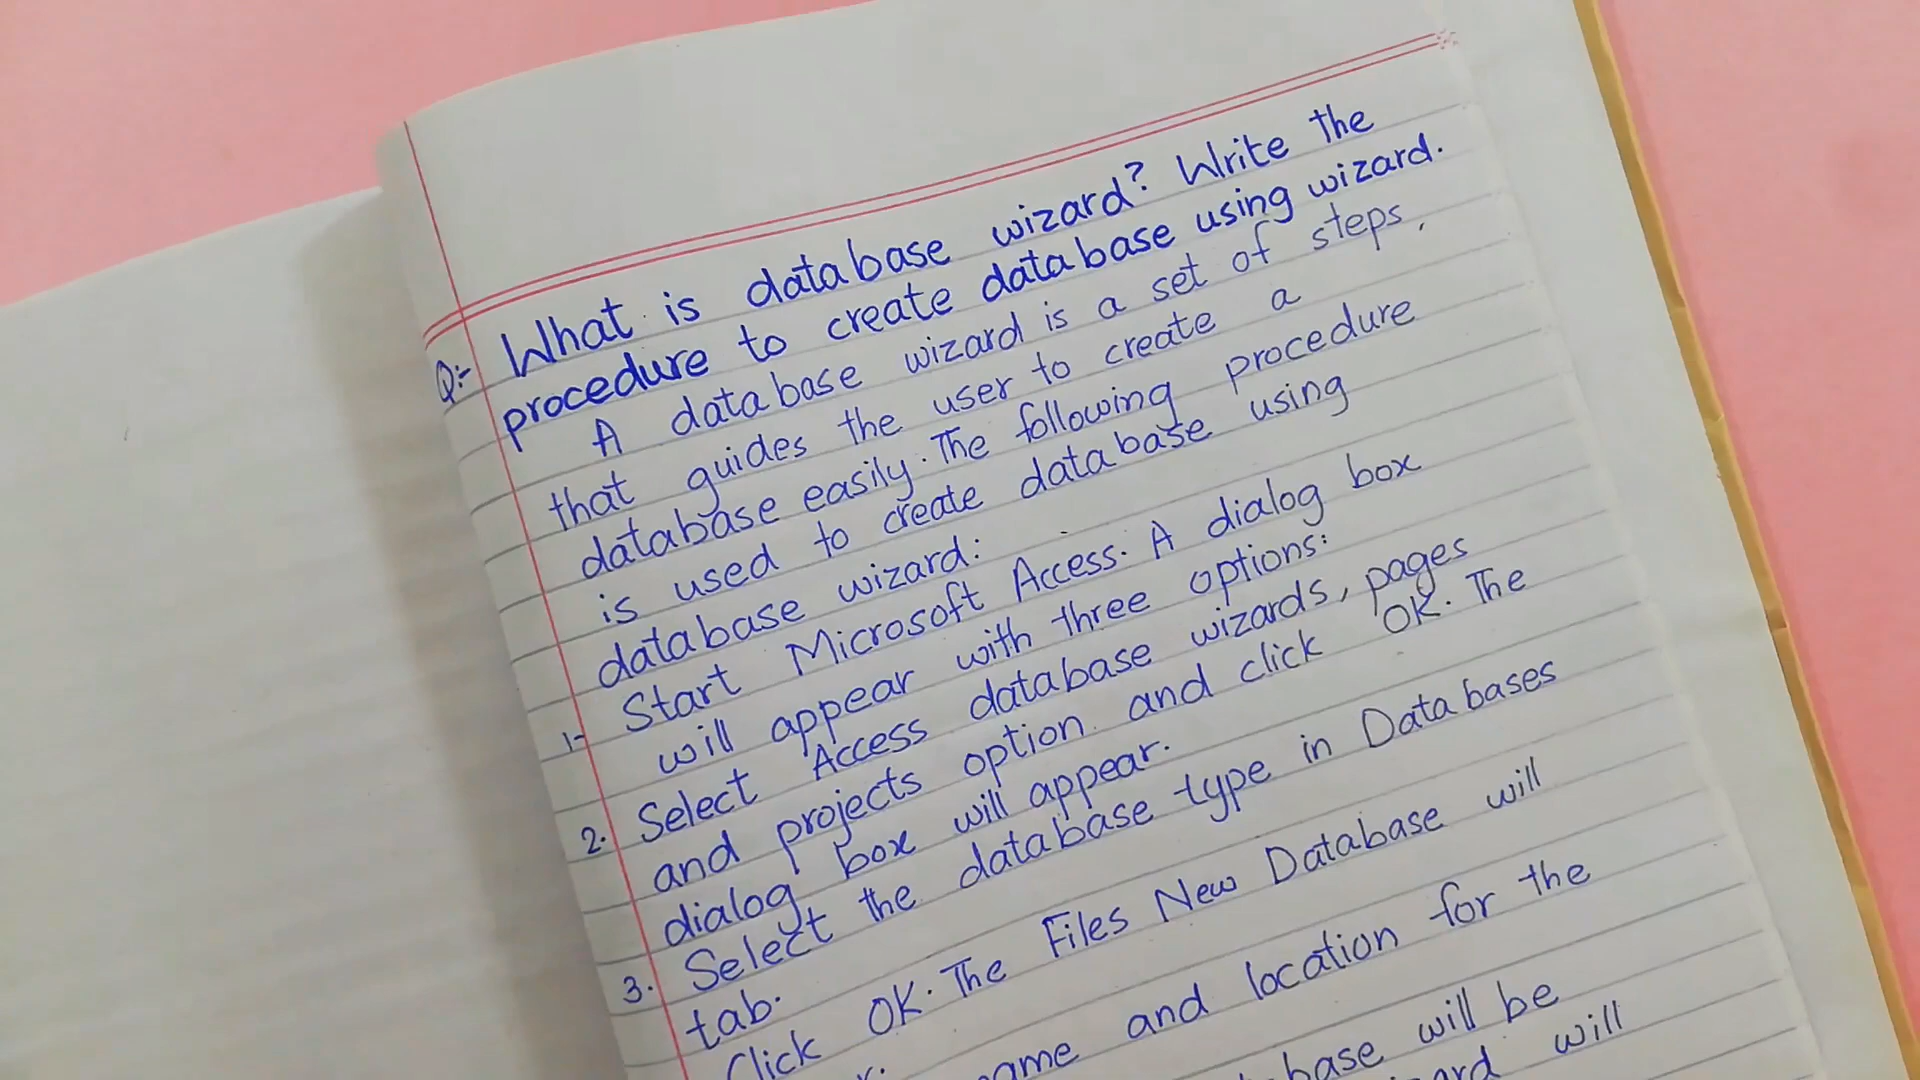 Q:- What is database wizard? Write the
procedure to create database using wizard.
A database wizard is a set of steps,
that guides the user to create a
database easily. The following procedure
is used to create database using
database wizard:
1- Start Microsoft Access. A dialog box
will appear with three options:
2. Select Access database wizards, pages
and projects option and click OK. The
dialog box will appear.
3. Select the database type in Databases
tab.
Click OK. The Files New Database will
and location for the
will be
will